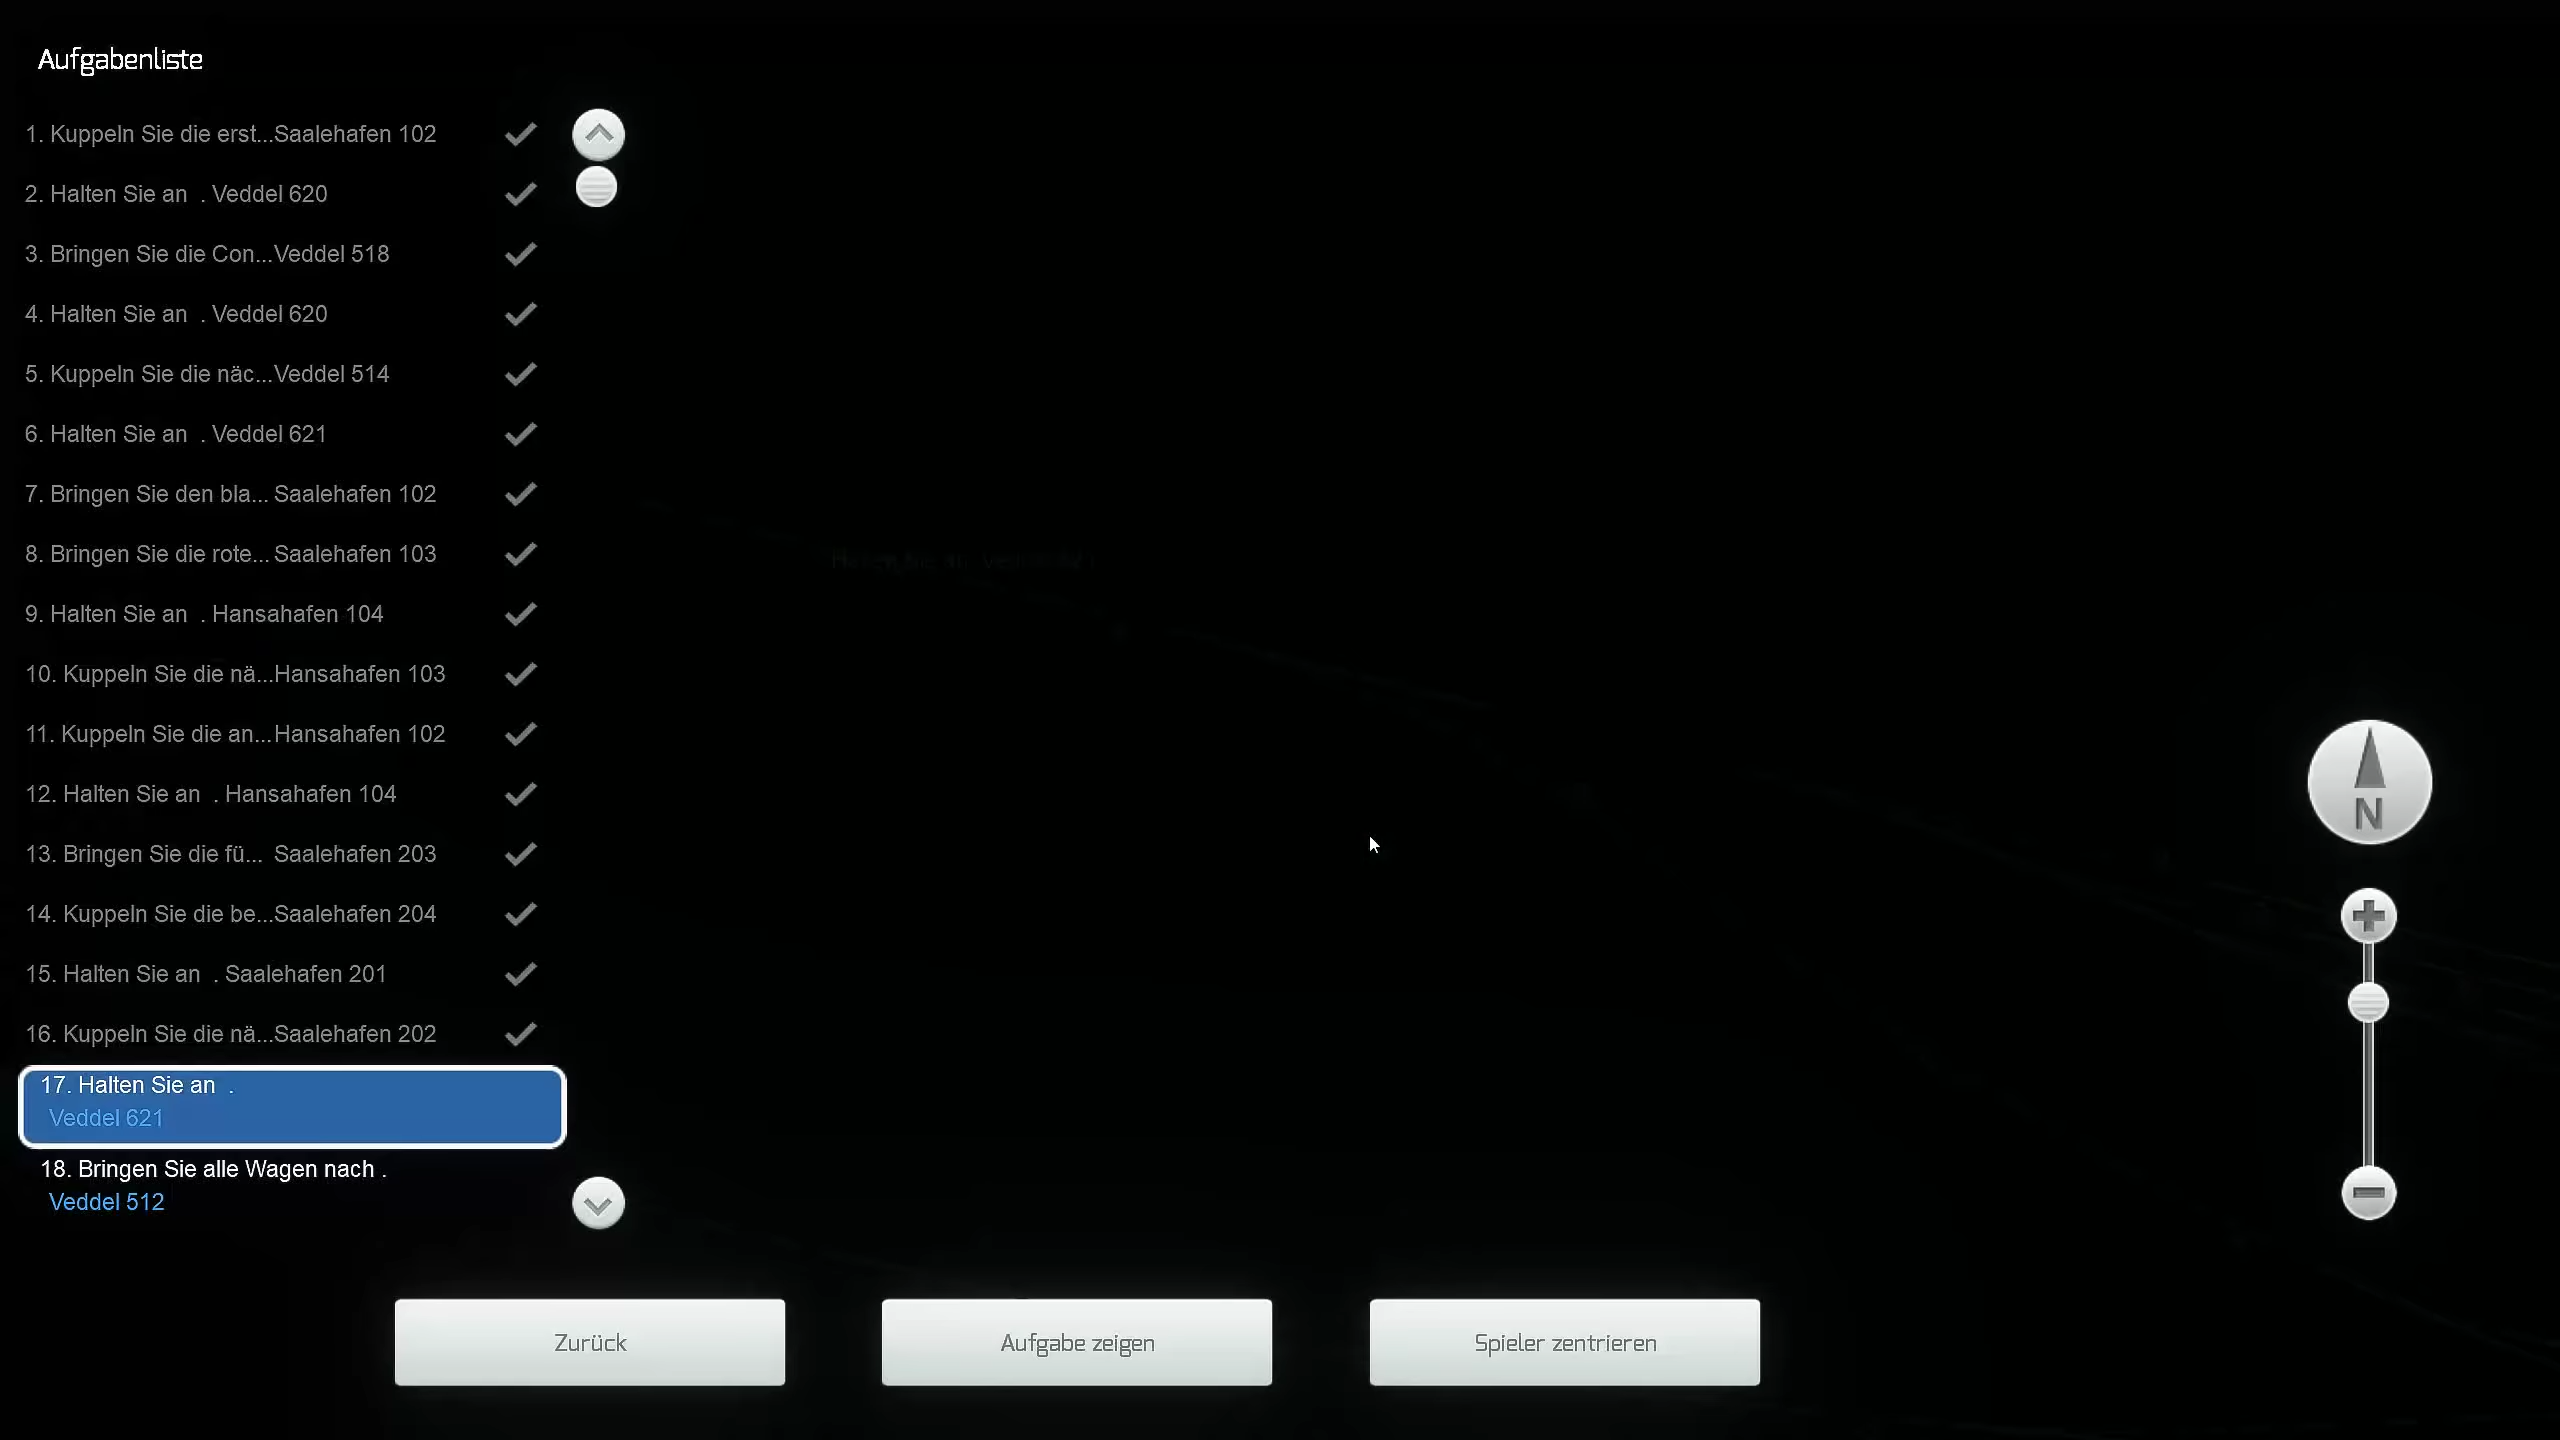 Aufgabenliste
1. Kuppeln Sie die erst...Saalehafen 102
2. Halten Sie an  . Veddel 620
3. Bringen Sie die Con...Veddel 518
4. Halten Sie an  . Veddel 620
5. Kuppeln Sie die näc...Veddel 514
6. Halten Sie an  . Veddel 621
7. Bringen Sie den bla... Saalehafen 102
8. Bringen Sie die rote... Saalehafen 103
9. Halten Sie an  . Hansahafen 104
10. Kuppeln Sie die nä...Hansahafen 103
11. Kuppeln Sie die an...Hansahafen 102
12. Halten Sie an  . Hansahafen 104
13. Bringen Sie die fü...  Saalehafen 203
14. Kuppeln Sie die be...Saalehafen 204
15. Halten Sie an  . Saalehafen 201
16. Kuppeln Sie die nä...Saalehafen 202
17. Halten Sie an  .
Veddel 621
18. Bringen Sie alle Wagen nach .
Veddel 512
N
Zurück
Aufgabe zeigen
Spieler zentrieren